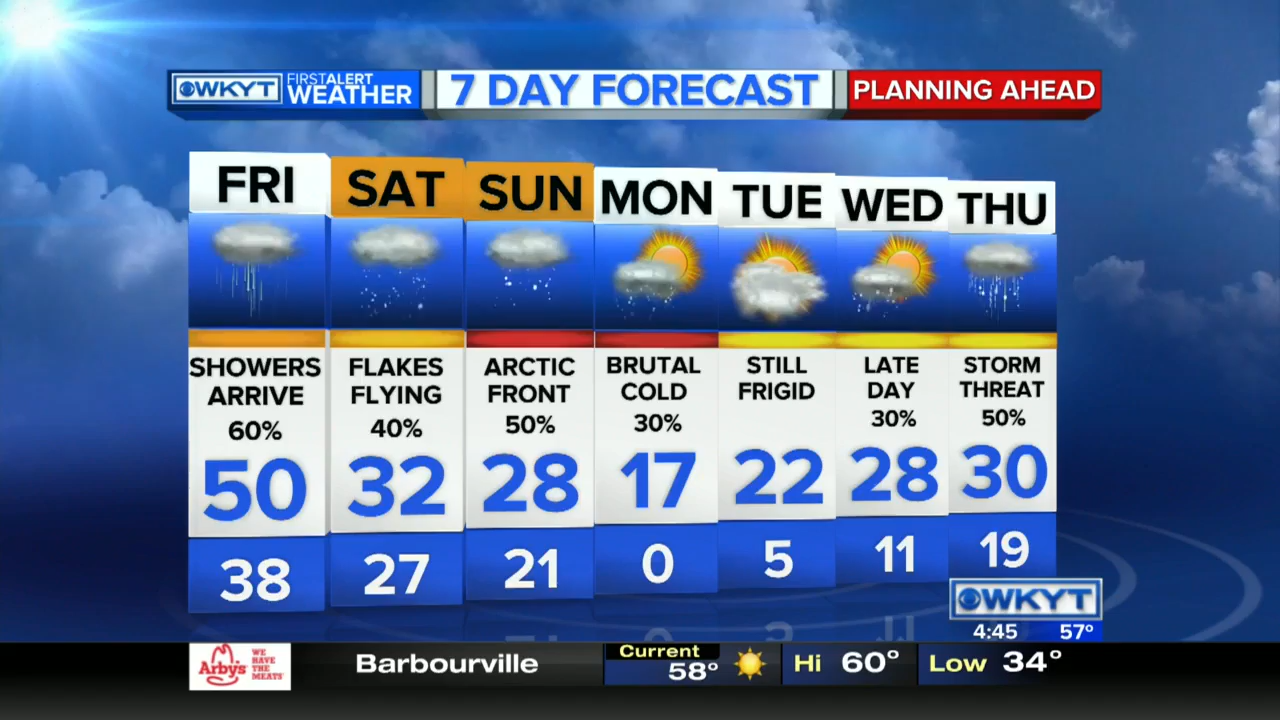 WKYT FIRST ALERT WEATHER 7 DAY FORECAST PLANNING AHEAD
FRI SAT SUN MON TUE WED THU
SHOWERS ARRIVE 60%
FLAKES FLYING 40%
ARCTIC FRONT 50%
BRUTAL COLD 30%
STILL FRIGID
LATE DAY 30%
STORM THREAT 50%
50 32 28 17 22 28 30
38 27 21 0 5 11 19
WKYT
4:45 57°
Arby's WE HAVE THE MEATS Barbourville Current 58° Hi 60° Low 34°